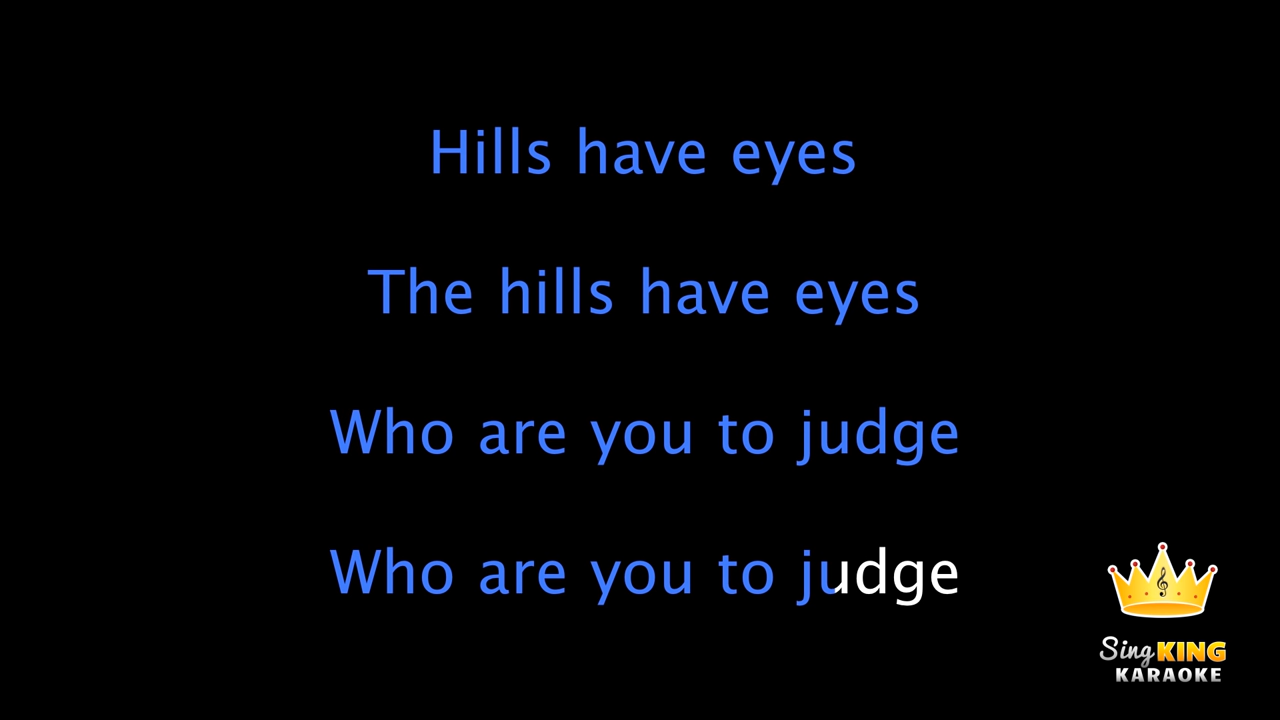 Hills have eyes
The hills have eyes
Who are you to judge
Who are you to judge
Sing KING
KARAOKE